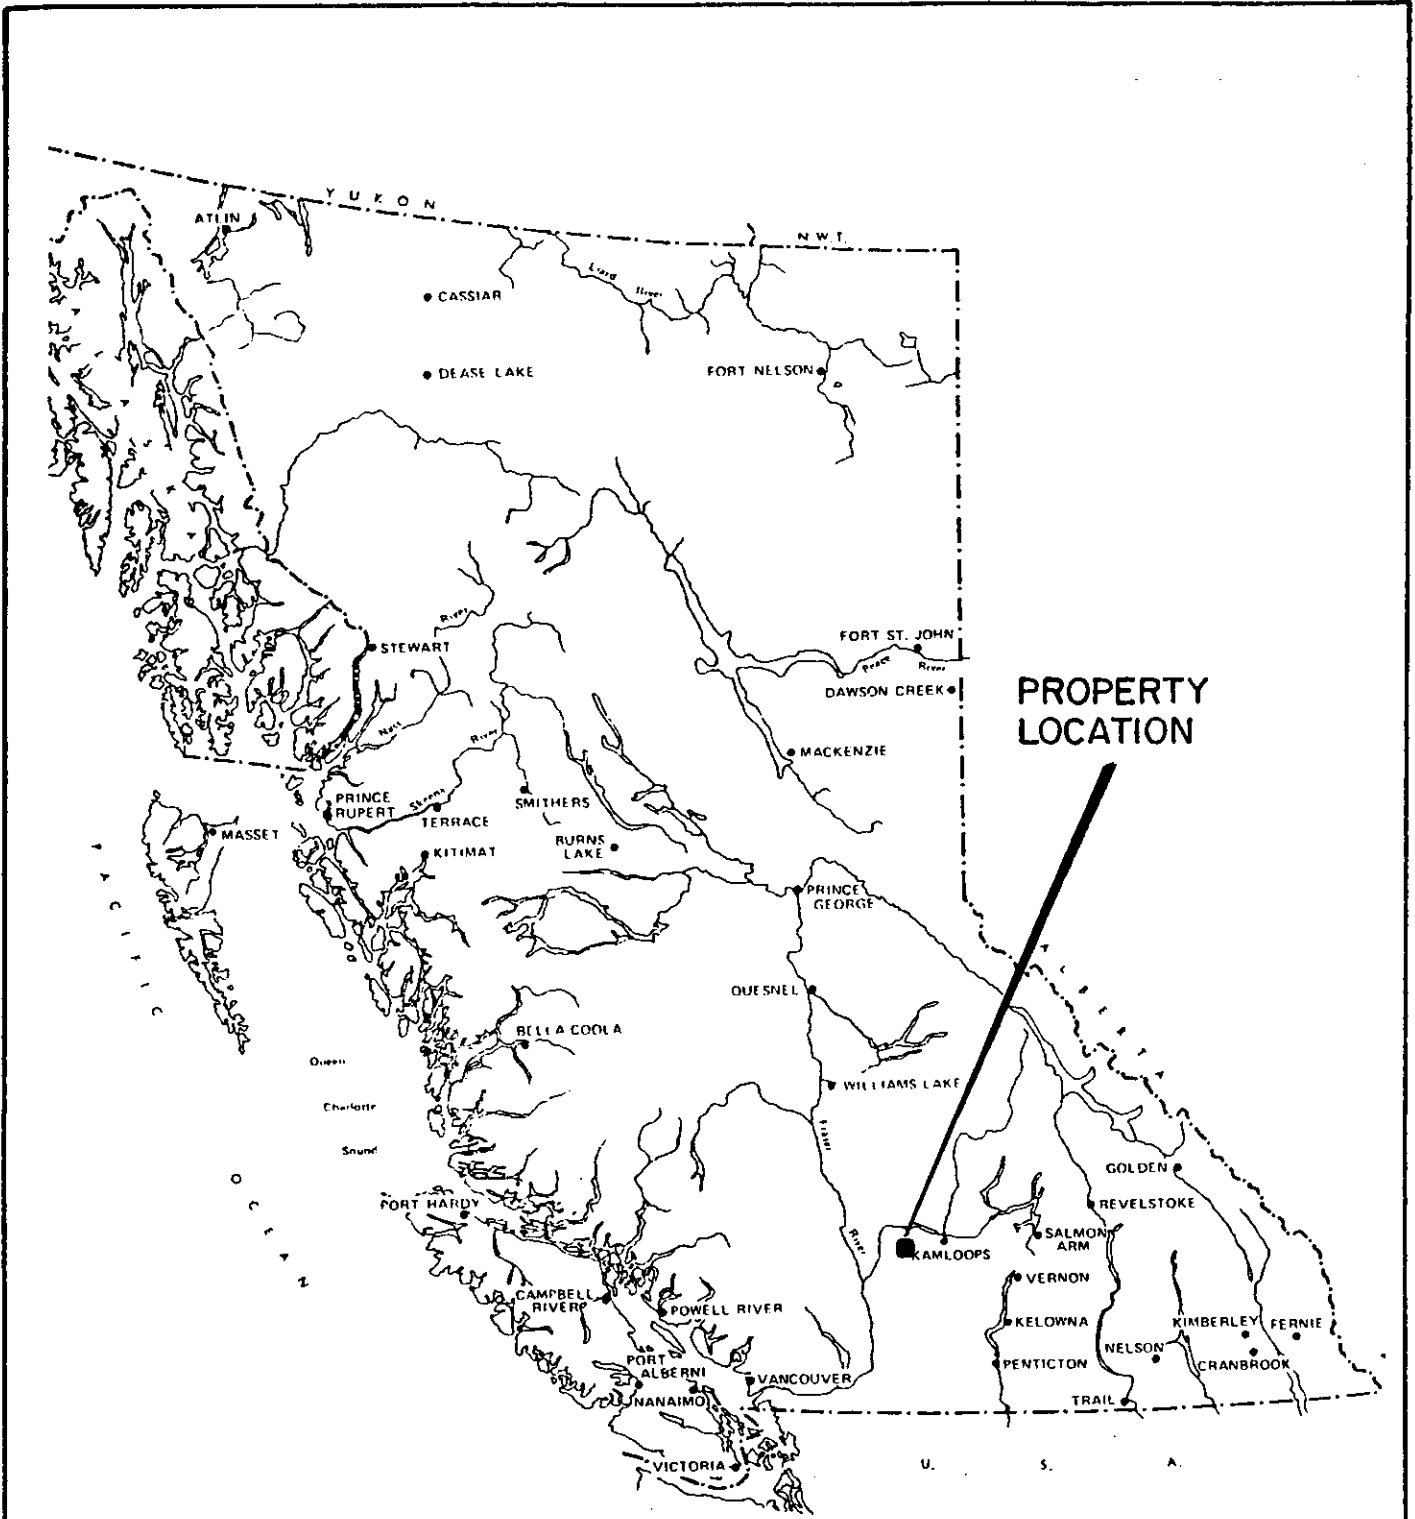 YUKON
ATLIN
N.W.T.
CASSIAR
Liard
River
DEASE LAKE
FORT NELSON
River
STEWART
FORT ST. JOHN
Peace
River
DAWSON CREEK
PROPERTY
LOCATION
Nass
River
MACKENZIE
PRINCE
RUPERT
Skeena
TERRACE
SMITHERS
MASSET
KITIMAT
BURNS
LAKE
PRINCE
GEORGE
PACIFIC
ALBERTA
QUESNEL
BELLA COOLA
Queen
Charlotte
Sound
WILLIAMS LAKE
Fraser
River
OCEAN
GOLDEN
PORT HARDY
REVELSTOKE
SALMON
ARM
KAMLOOPS
VERNON
CAMPBELL
RIVER
POWELL RIVER
KELOWNA
KIMBERLEY
FERNIE
PORT
ALBERNI
NELSON
PENTICTON
CRANBROOK
VANCOUVER
NANAIMO
TRAIL
VICTORIA
U. S. A.